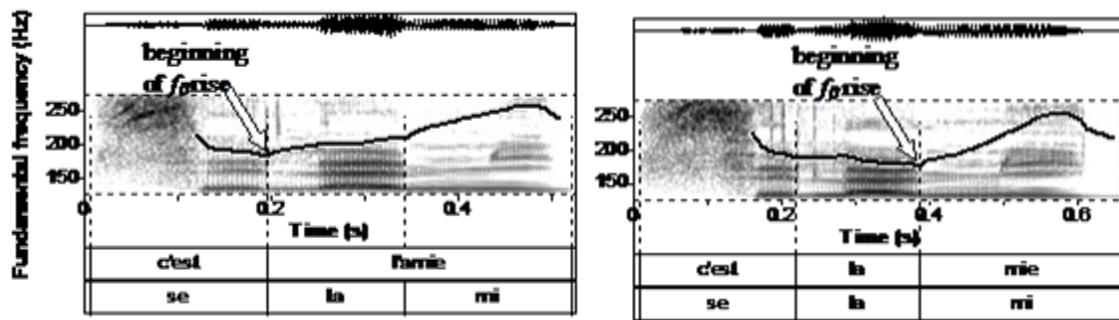 Fundamental frequency (Hz)
beginning
of f0 rise
250
200
150
0 0.2 0.4
Time (s)
c'est l'amie
se la mi
beginning
of f0 rise
250
200
150
0 0.2 0.4 0.6
Time (s)
c'est la mie
se la mi